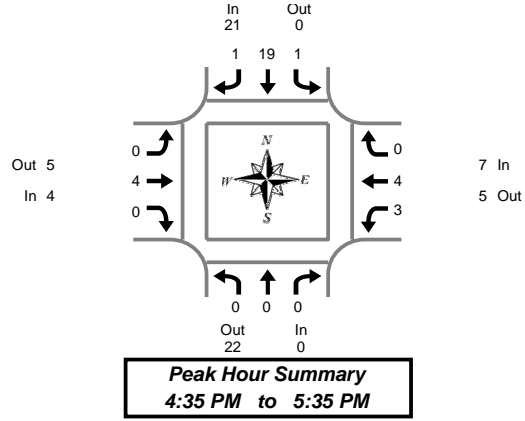 In Out
21 0
1 19 1
0
4
0
Out 5
In 4
N
W E
S
0
4
3
7 In
5 Out
0 0 0
Out In
22 0
Peak Hour Summary
4:35 PM to 5:35 PM